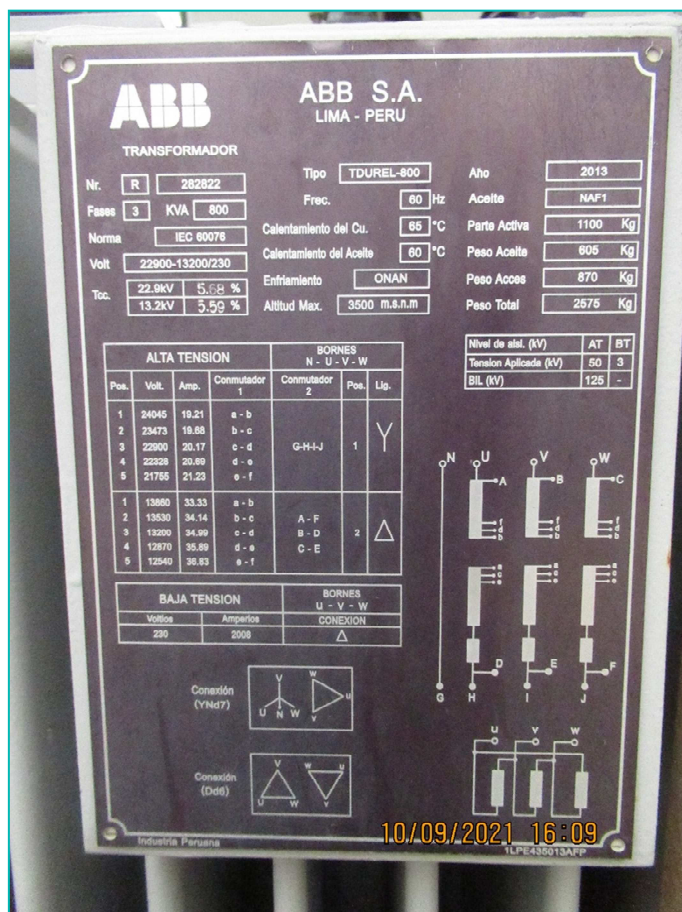 ABB
ABB S.A.
LIMA - PERU
TRANSFORMADOR
Nr. R 282822
Fases 3 KVA 800
Norma IEC 60076
Volt 22900-13200/230
Tcc. 22.9kV 5.68 %
13.2kV 5.59 %
Tipo TDUREL-800
Frec. 60 Hz
Calentamiento del Cu. 65 °C
Calentamiento del Aceite 60 °C
Enfriamiento ONAN
Altitud Max. 3500 m.s.n.m
Año 2013
Aceite NAF1
Parte Activa 1100 Kg
Peso Aceite 605 Kg
Peso Acces 870 Kg
Peso Total 2575 Kg
Nivel de aisl. (kV) AT BT
Tension Aplicada (kV) 50 3
BIL (kV) 125 -
ALTA TENSION BORNES
N - U - V - W
Pos. Volt. Amp. Conmutador 1 Conmutador 2 Pos. Lig.
1 24045 19.21 a - b
2 23473 19.68 b - c
3 22900 20.17 c - d G-H-I-J 1
4 22328 20.69 d - e
5 21755 21.23 e - f
1 13860 33.33 a - b
2 13530 34.14 b - c A - F
3 13200 34.99 c - d B - D 2
4 12870 35.89 d - e C - E
5 12540 36.83 e - f
BAJA TENSION BORNES
U - V - W
Voltios Amperios CONEXION
230 2008
N U V W
A B C
f f f
d d d
b b b
a a a
c c c
e e e
D E F
G H I J
u v w
Conexión
(YNd7)
V
U N W
w
u
v
Conexión
(Dd6)
V
U W
w u
v
Industria Peruana
10/09/2021 16:09
1LPE435013AFP